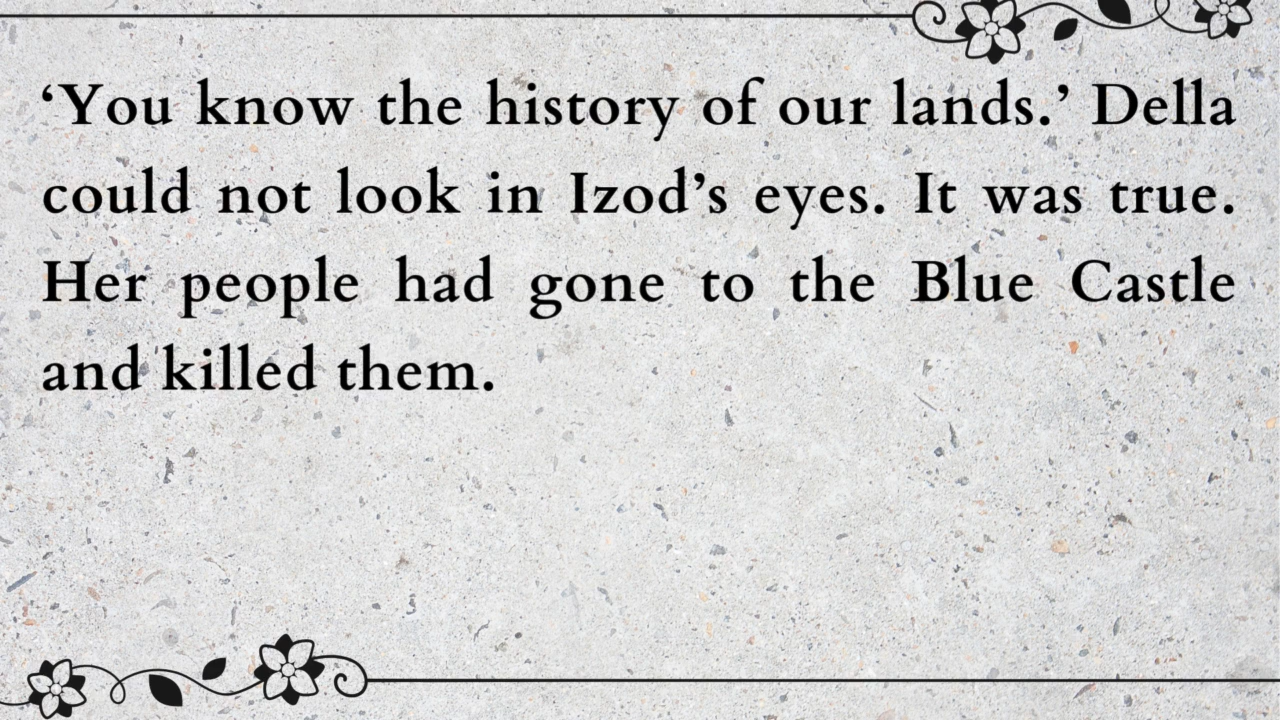 ‘You know the history of our lands.’ Della
could not look in Izod’s eyes. It was true.
Her people had gone to the Blue Castle
and killed them.